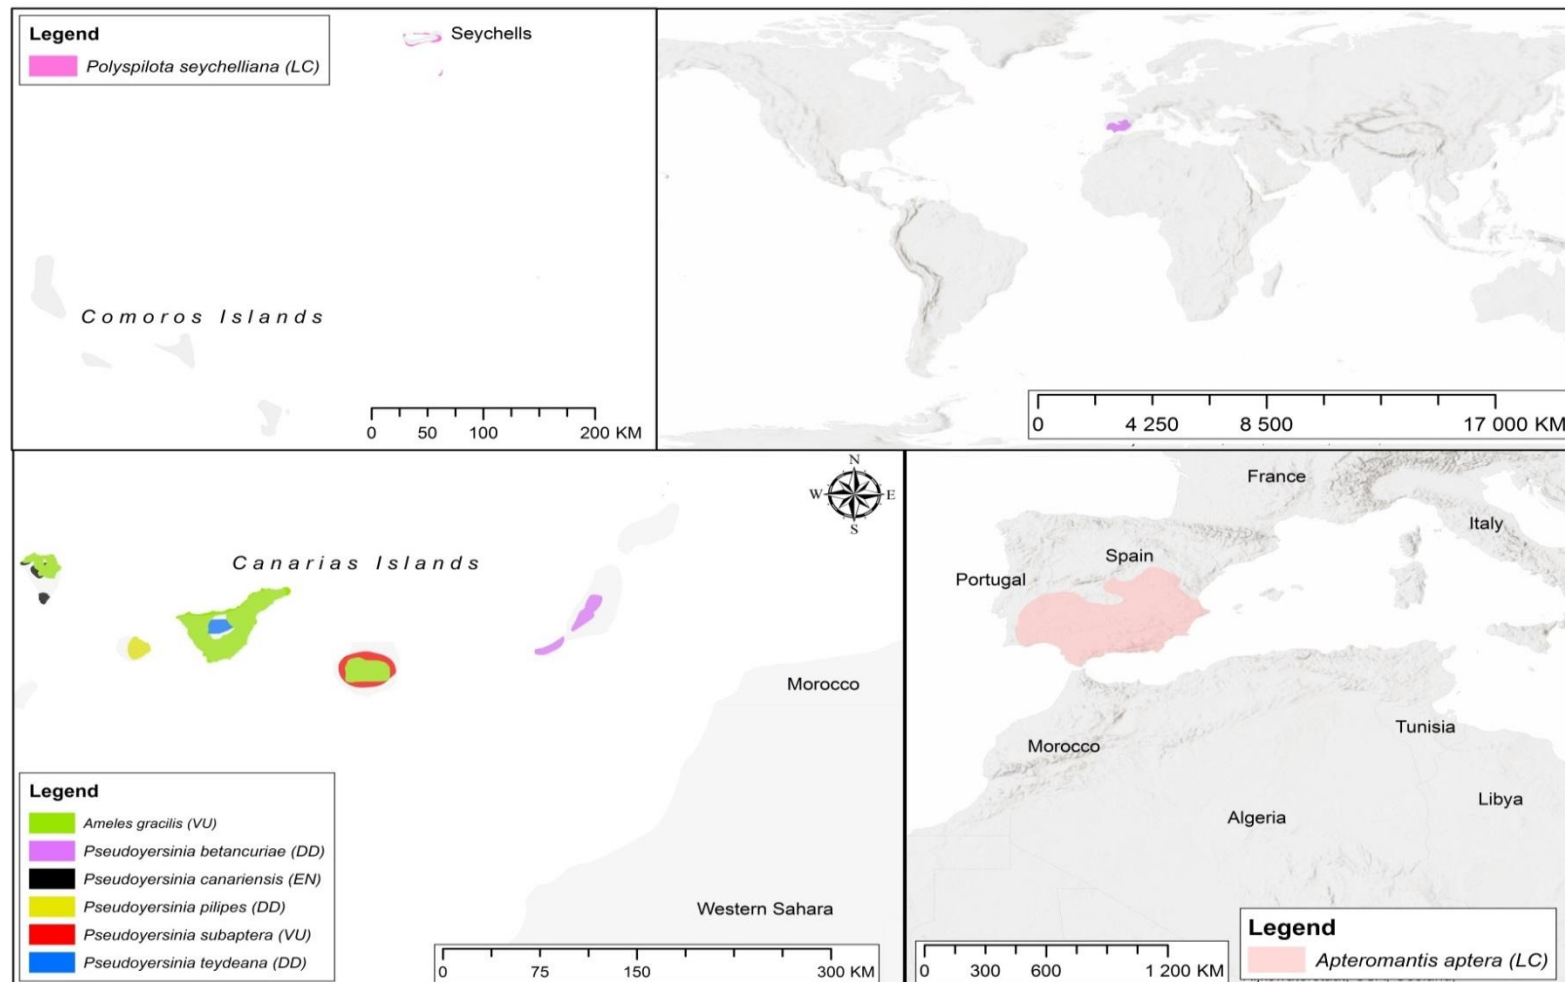 Legend
Polyspilota seychelliana (LC)
Seychells
Comoros Islands
0 50 100 200 KM
0 4 250 8 500 17 000 KM
Canarias Islands
N
W E
S
Morocco
Western Sahara
Legend
Ameles gracilis (VU)
Pseudoyersinia betancuriae (DD)
Pseudoyersinia canariensis (EN)
Pseudoyersinia pilipes (DD)
Pseudoyersinia subaptera (VU)
Pseudoyersinia teydeana (DD)
0 75 150 300 KM
France
Italy
Spain
Portugal
Tunisia
Morocco
Libya
Algeria
Legend
Apteromantis aptera (LC)
0 300 600 1 200 KM